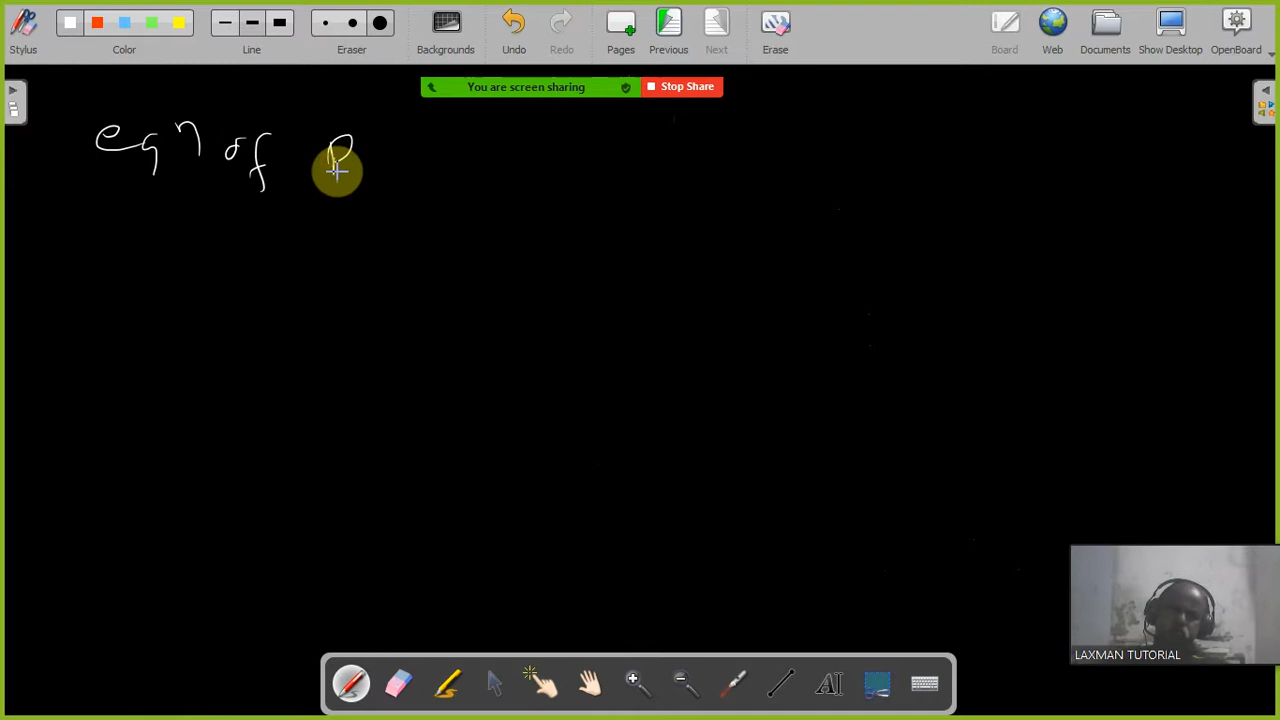 Stylus Color Line Eraser Backgrounds Undo Redo Pages Previous Next Erase Board Web Documents Show Desktop OpenBoard
You are screen sharing Stop Share
eqn of P
LAXMAN TUTORIAL